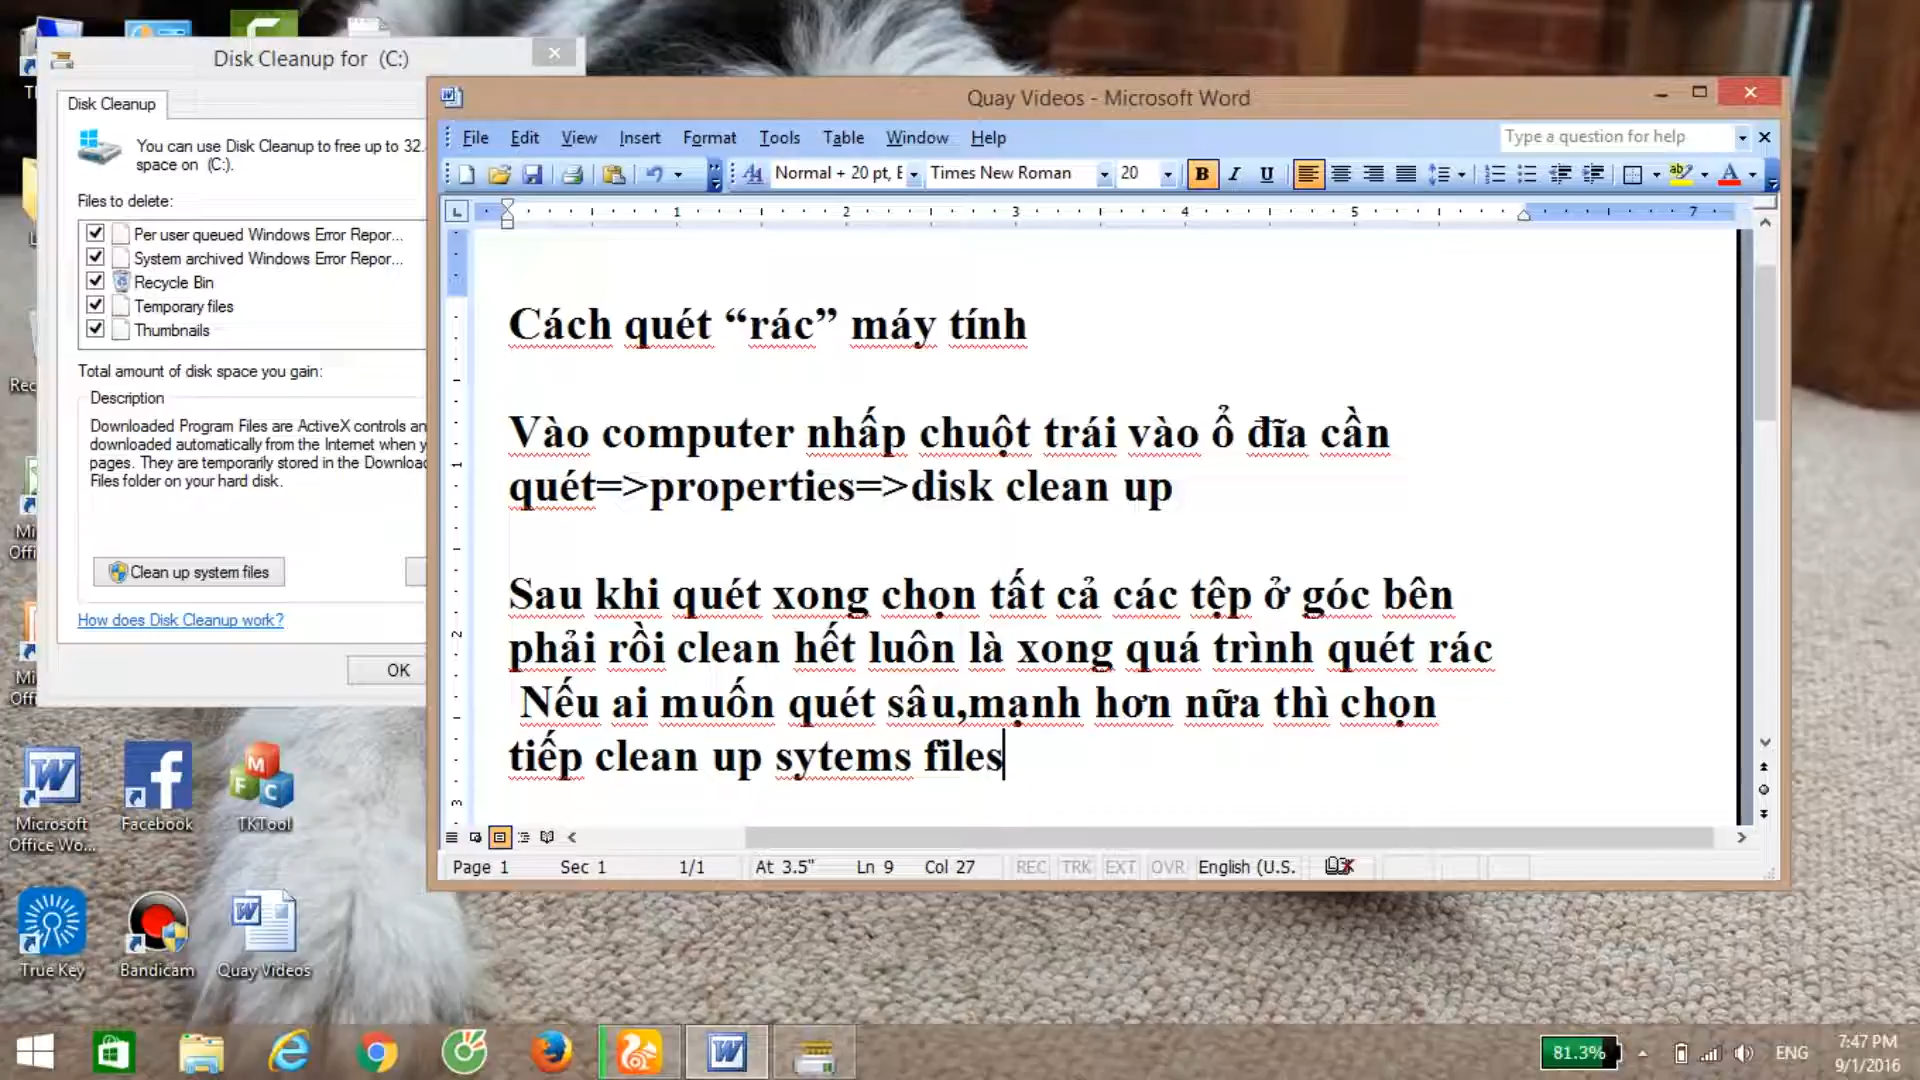 Disk Cleanup for (C:)
Disk Cleanup
You can use Disk Cleanup to free up to 32.
space on (C:).
Files to delete:
Per user queued Windows Error Repor...
System archived Windows Error Repor...
Recycle Bin
Temporary files
Thumbnails
Total amount of disk space you gain:
Description
Downloaded Program Files are ActiveX controls an
downloaded automatically from the Internet when y
pages. They are temporarily stored in the Downloa
Files folder on your hard disk.
Clean up system files
How does Disk Cleanup work?
OK
Quay Videos - Microsoft Word
File Edit View Insert Format Tools Table Window Help
Type a question for help
Normal + 20 pt, Times New Roman 20 B I U
1 2 3 4 5 7
Cách quét “rác” máy tính
Vào computer nhấp chuột trái vào ổ đĩa cần
quét=>properties=>disk clean up
Sau khi quét xong chọn tất cả các tệp ở góc bên
phải rồi clean hết luôn là xong quá trình quét rác
Nếu ai muốn quét sâu,mạnh hơn nữa thì chọn
tiếp clean up sytems files
Page 1 Sec 1 1/1 At 3.5" Ln 9 Col 27 REC TRK EXT OVR English (U.S.
Microsoft
Office Wo...
Facebook
TKTool
True Key
Bandicam
Quay Videos
81.3%
ENG
7:47 PM
9/1/2016